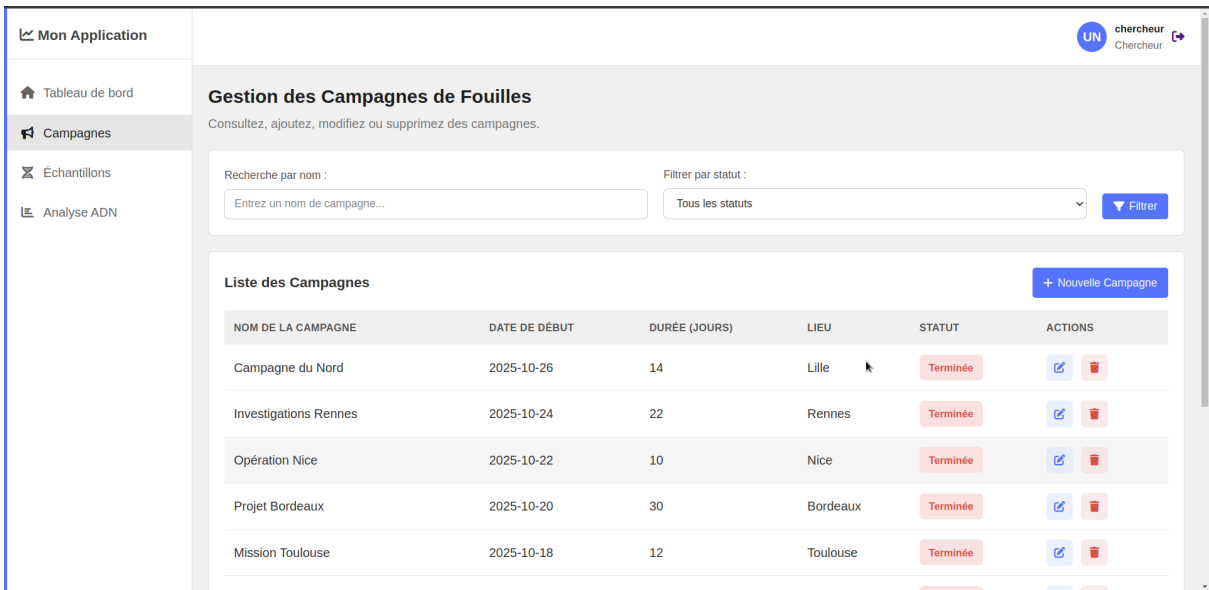 Mon Application
UN
chercheur
Chercheur
Tableau de bord
Campagnes
Échantillons
Analyse ADN
Gestion des Campagnes de Fouilles
Consultez, ajoutez, modifiez ou supprimez des campagnes.
Recherche par nom :
Entrez un nom de campagne...
Filtrer par statut :
Tous les statuts
Filtrer
Liste des Campagnes
+ Nouvelle Campagne
NOM DE LA CAMPAGNE DATE DE DÉBUT DURÉE (JOURS) LIEU STATUT ACTIONS
Campagne du Nord 2025-10-26 14 Lille Terminée
Investigations Rennes 2025-10-24 22 Rennes Terminée
Opération Nice 2025-10-22 10 Nice Terminée
Projet Bordeaux 2025-10-20 30 Bordeaux Terminée
Mission Toulouse 2025-10-18 12 Toulouse Terminée